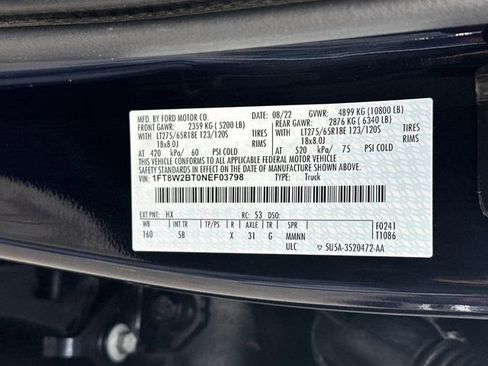 MFD. BY FORD MOTOR CO. 08/22 GVWR: 4899 KG (10800 LB)
FRONT GAWR: 2359 KG ( 5200 LB) REAR GAWR: 2876 KG ( 6340 LB)
WITH LT275/65R18E 123/120S TIRES WITH LT275/65R18E 123/120S TIRES
18x8.0J RIMS 18x8.0J RIMS
AT 420 kPa/ 60 PSI COLD AT 520 kPa/ 75 PSI COLD
THIS VEHICLE CONFORMS TO ALL APPLICABLE FEDERAL MOTOR VEHICLE SAFETY
STANDARDS IN EFFECT ON THE DATE OF MANUFACTURE SHOWN ABOVE.
VIN: 1FT8W2BT0NEF03798 TYPE: Truck
EXT PNT: HX RC: 53 DSO:
WB INT TR TP/PS R AXLE TR SPR F0241
160 5B X 31 G MMNN T1086
ULC ▽ 5U5A-3520472-AA